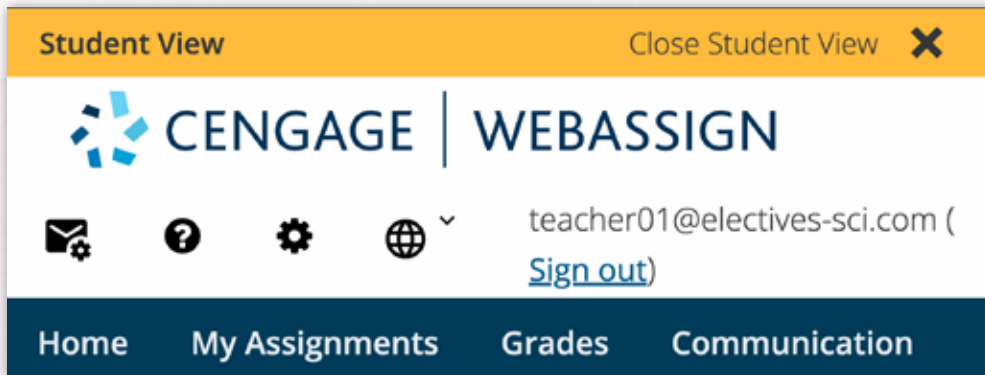 Student View Close Student View
CENGAGE WEBASSIGN
teacher01@electives-sci.com (
Sign out)
Home My Assignments Grades Communication